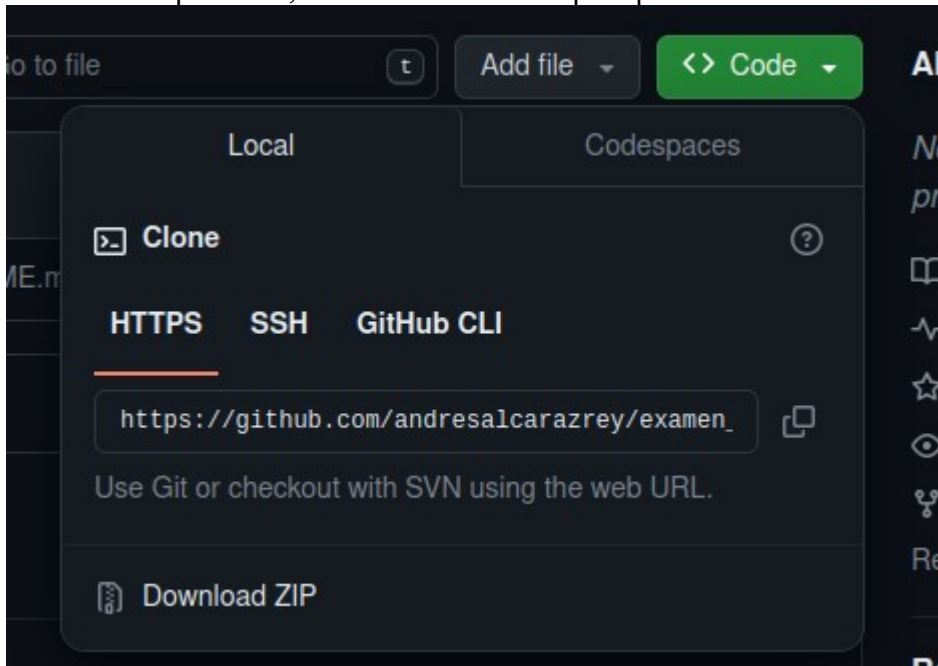 to file
t
Add file
<> Code
Local
Codespaces
Clone
HTTPS
SSH
GitHub CLI
https://github.com/andresalcarazrey/examen_
Use Git or checkout with SVN using the web URL.
Download ZIP